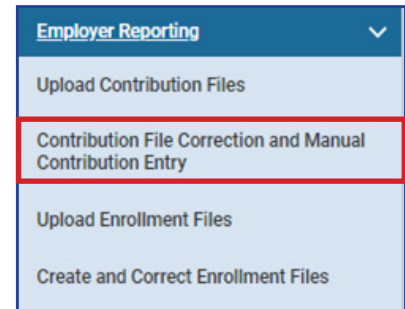 Employer Reporting
Upload Contribution Files
Contribution File Correction and Manual
Contribution Entry
Upload Enrollment Files
Create and Correct Enrollment Files